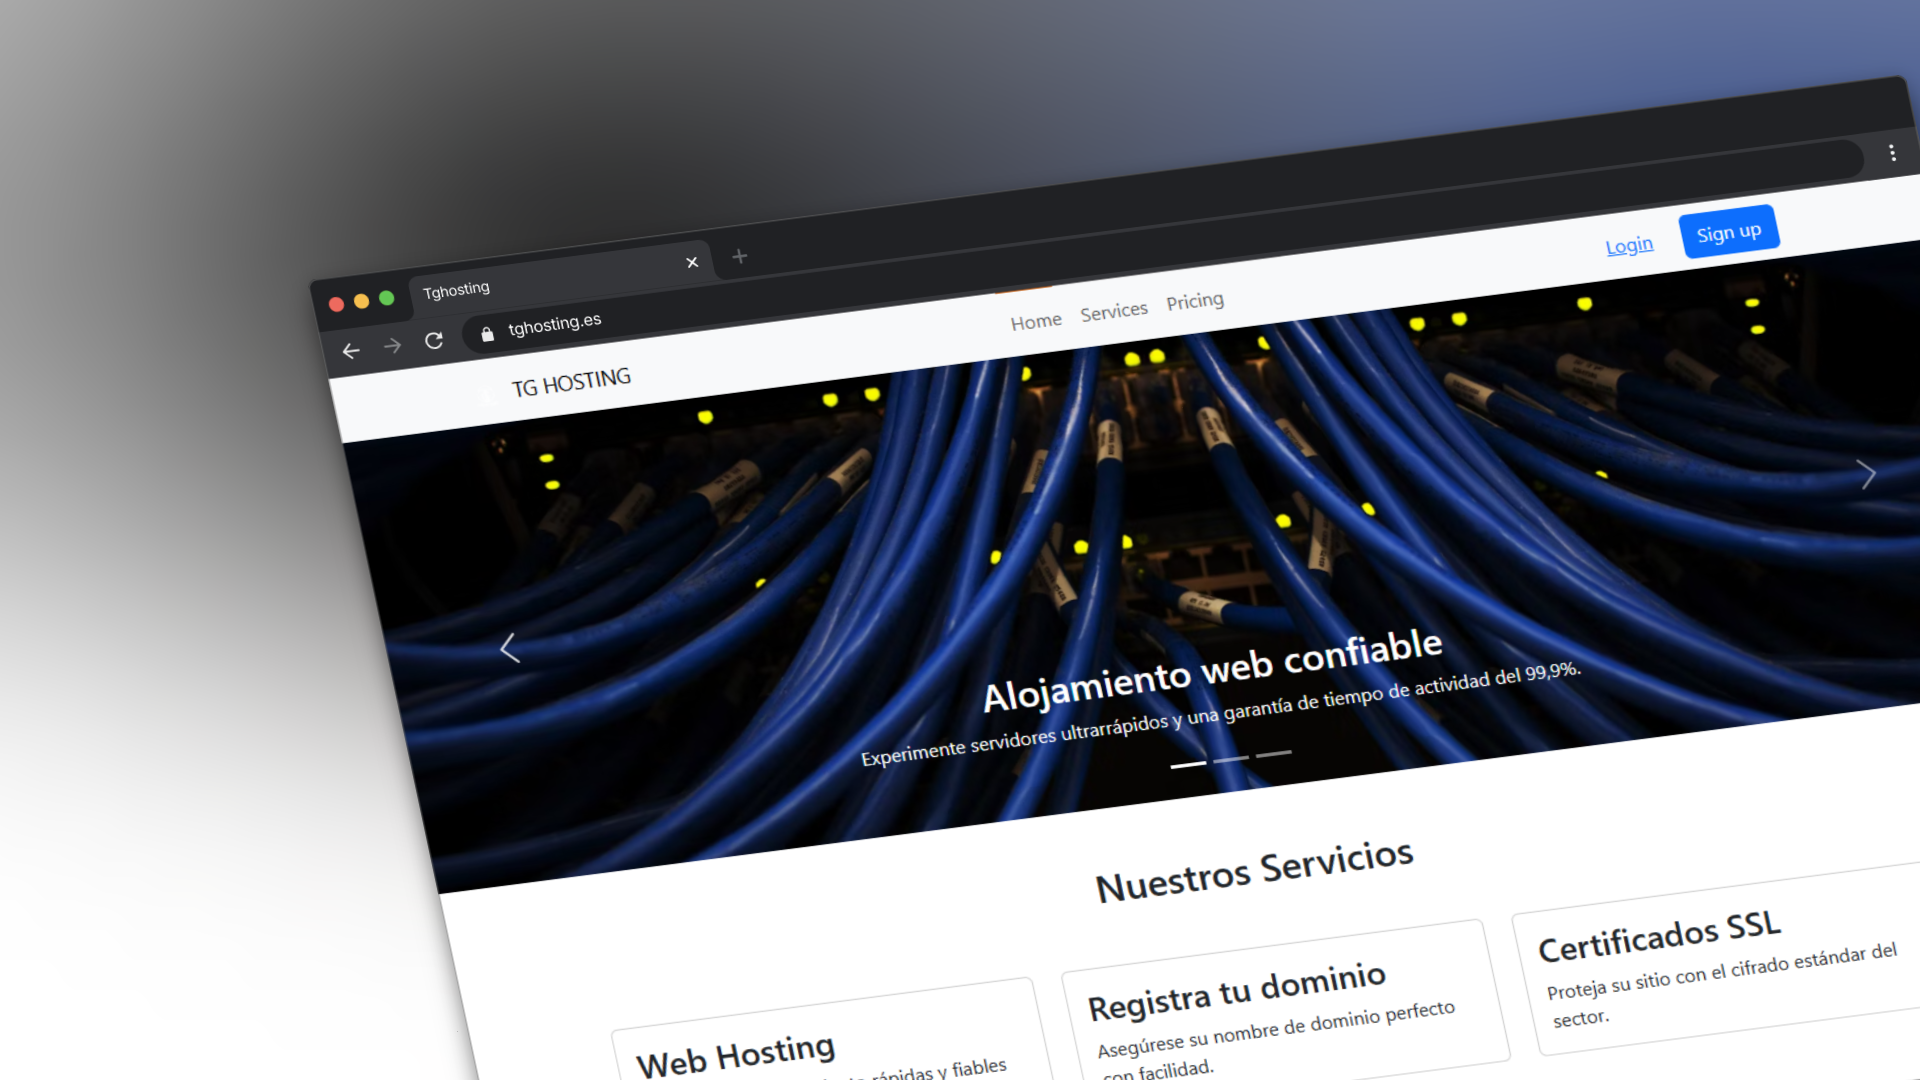 Tghosting
tghosting.es
TG HOSTING
Home Services Pricing
Login
Sign up
Alojamiento web confiable
Experimente servidores ultrarrápidos y una garantía de tiempo de actividad del 99,9%.
Nuestros Servicios
Web Hosting
rápidas y fiables
Registra tu dominio
Asegúrese su nombre de dominio perfecto
con facilidad.
Certificados SSL
Proteja su sitio con el cifrado estándar del
sector.